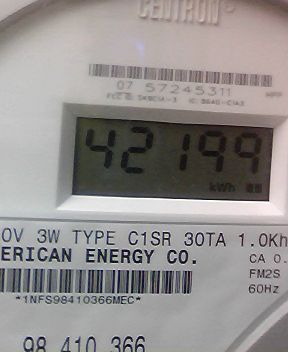 CENTRON®
07 57245311
42199
kWh
0V 3W TYPE C1SR 30TA 1.0Kh
ERICAN ENERGY CO.
CA 0.
FM2S
60Hz
*1NFS98410366MEC*
98 410 366